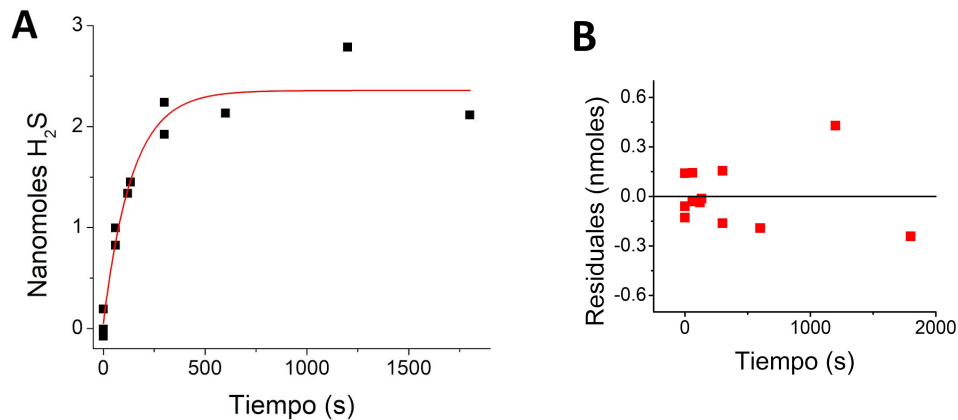 A
Nanomoles H₂S
3
2
1
0
0 500 1000 1500
Tiempo (s)
B
Residuales (nmoles)
0.6
0.3
0.0
-0.3
-0.6
0 1000 2000
Tiempo (s)